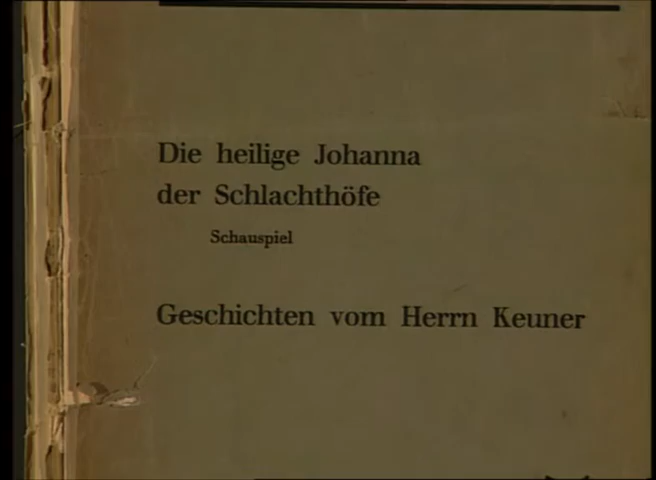 Die heilige Johanna
der Schlachthöfe
Schauspiel
Geschichten vom Herrn Keuner